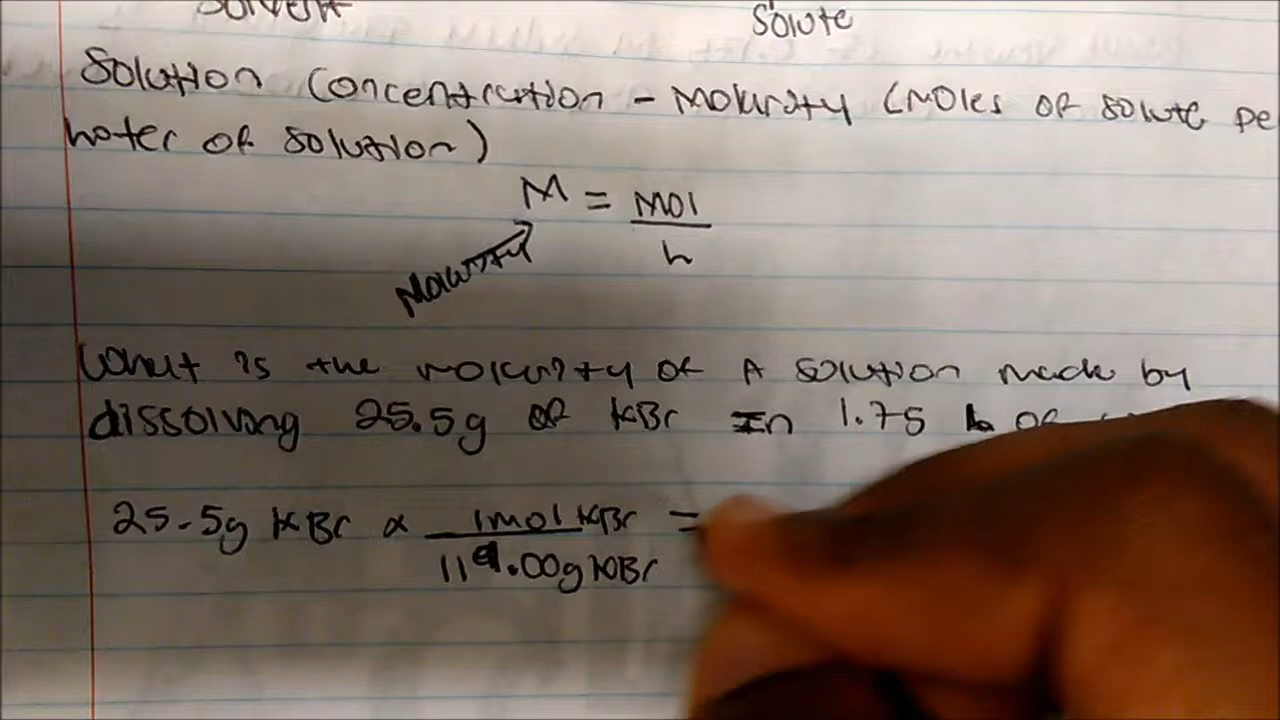 Solute
Solution Concentration - Molarity (Moles of solute pe
Liter of solution)
M = mol
L
Molarity
What is the molarity of A solution made by
dissolving 25.5g of KBr In 1.75 L of
25.5g KBr x 1mol KBr =
119.00g KBr